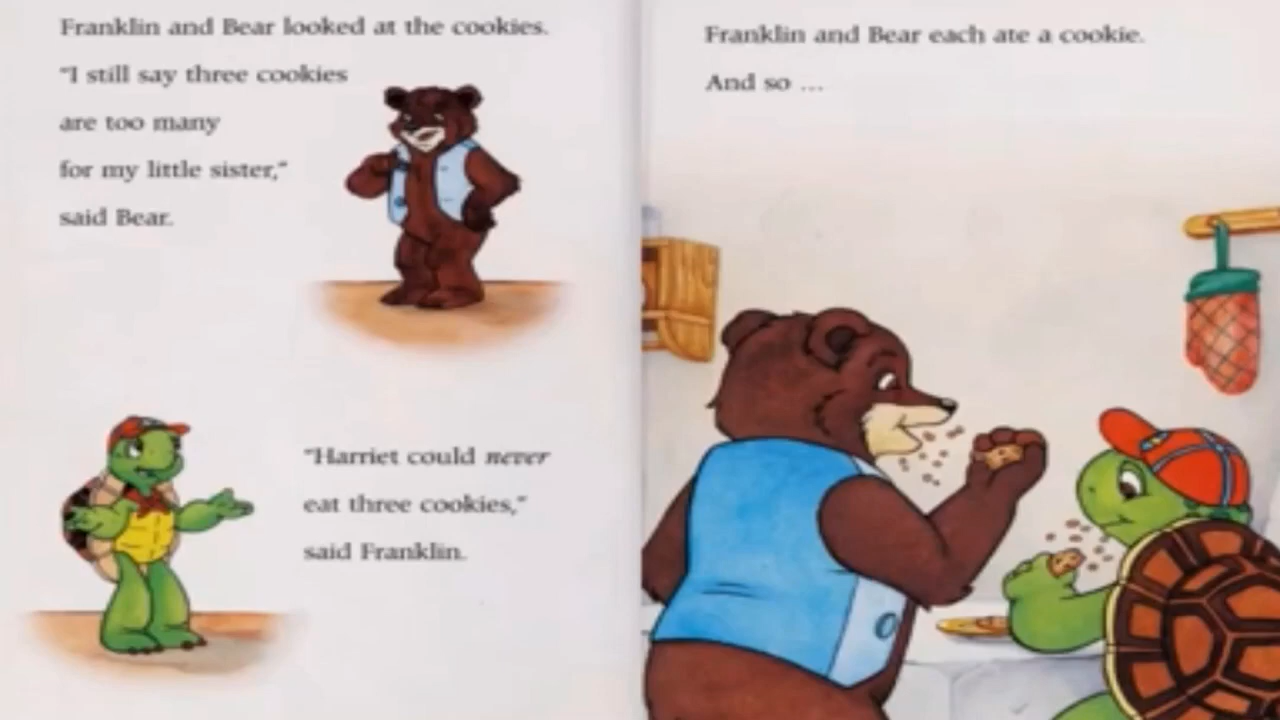 Franklin and Bear looked at the cookies.
"I still say three cookies
are too many
for my little sister,"
said Bear.
"Harriet could never
eat three cookies,"
said Franklin.
Franklin and Bear each ate a cookie.
And so ...